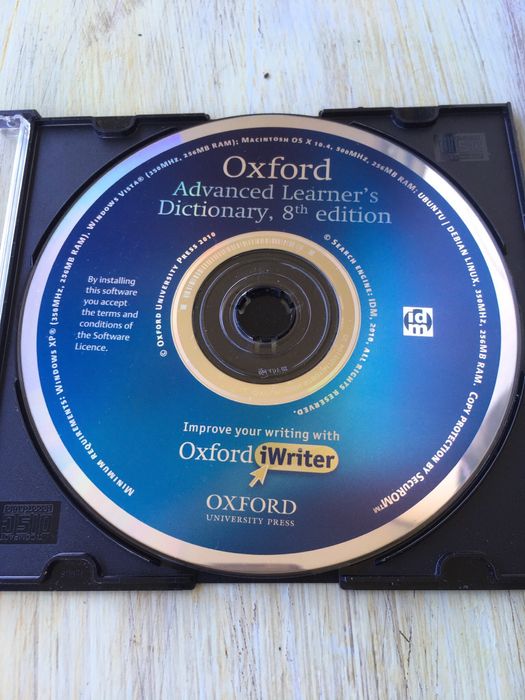 Oxford
Advanced Learner's
Dictionary, 8th edition
MINIMUM REQUIREMENTS: WINDOWS XP® (350MHZ, 256MB RAM), WINDOWS VISTA® (350MHZ, 256MB RAM); MACINTOSH OS X 10.4, 500MHZ, 256MB RAM; UBUNTU / DEBIAN LINUX, 350MHZ, 256MB RAM. COPY PROTECTION BY SECUROM™
By installing
this software
you accept
the terms and
conditions of
the Software
Licence.
© OXFORD UNIVERSITY PRESS 2010
© SEARCH ENGINE: IDM, 2010, ALL RIGHTS RESERVED.
idm
Improve your writing with
Oxford iWriter
OXFORD
UNIVERSITY PRESS
COMPACT
disc